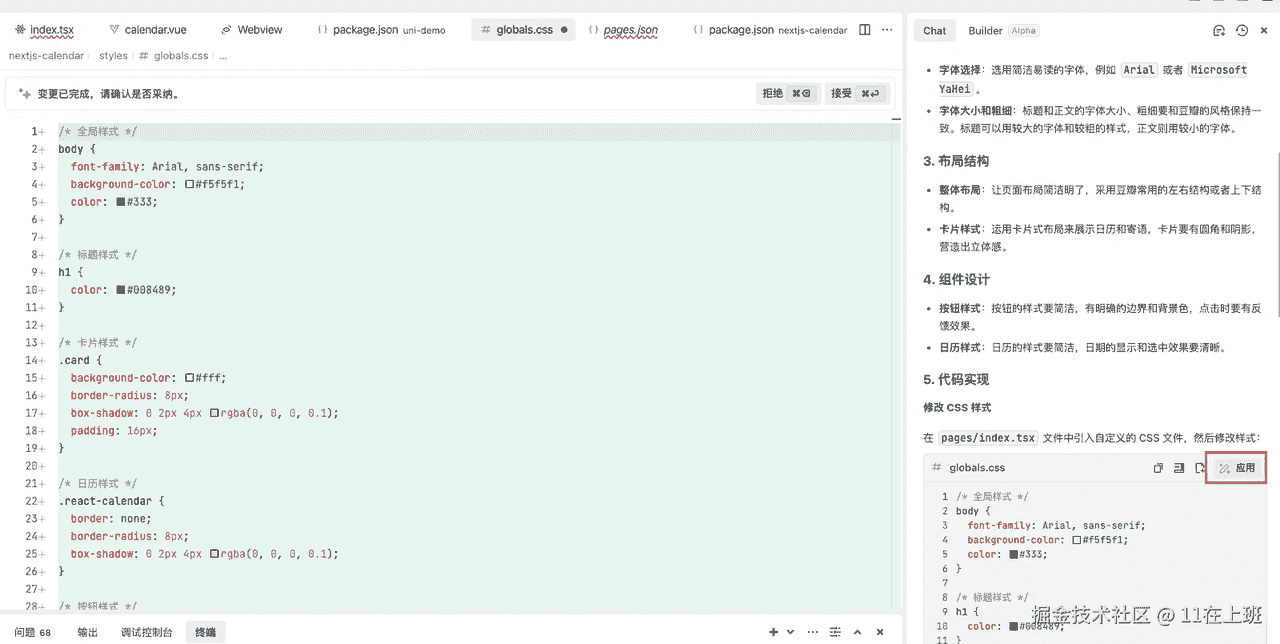 index.tsx calendar.vue Webview package.json uni-demo globals.css pages.json package.json nextjs-calendar
nextjs-calendar / styles / # globals.css / ...
变更已完成，请确认是否采纳。 拒绝 ⌘⌫ 接受 ⌘↩
1+ /* 全局样式 */
2+ body {
3+ font-family: Arial, sans-serif;
4+ background-color: #f5f5f1;
5+ color: #333;
6+ }
7+
8+ /* 标题样式 */
9+ h1 {
10+ color: #008489;
11+ }
12+
13+ /* 卡片样式 */
14+ .card {
15+ background-color: #fff;
16+ border-radius: 8px;
17+ box-shadow: 0 2px 4px rgba(0, 0, 0, 0.1);
18+ padding: 16px;
19+ }
20+
21+ /* 日历样式 */
22+ .react-calendar {
23+ border: none;
24+ border-radius: 8px;
25+ box-shadow: 0 2px 4px rgba(0, 0, 0, 0.1);
26+ }
27+
28+ /* 按钮样式 */
问题 68 输出 调试控制台 终端
Chat Builder Alpha
• 字体选择：选用简洁易读的字体，例如 Arial 或者 Microsoft
YaHei 。
• 字体大小和粗细：标题和正文的字体大小、粗细要和豆瓣的风格保持一
致。标题可以用较大的字体和较粗的样式，正文则用较小的字体。
3. 布局结构
• 整体布局：让页面布局简洁明了，采用豆瓣常用的左右结构或者上下结
构。
• 卡片样式：运用卡片式布局来展示日历和寄语，卡片要有圆角和阴影，
营造出立体感。
4. 组件设计
• 按钮样式：按钮的样式要简洁，有明确的边界和背景色，点击时要有反
馈效果。
• 日历样式：日历的样式要简洁，日期的显示和选中效果要清晰。
5. 代码实现
修改 CSS 样式
在 pages/index.tsx 文件中引入自定义的 CSS 文件，然后修改样式：
# globals.css 应用
1 /* 全局样式 */
2 body {
3 font-family: Arial, sans-serif;
4 background-color: #f5f5f1;
5 color: #333;
6 }
7
8 /* 标题样式 */
9 h1 {
10 color: #008489;
11 }
掘金技术社区 @ 11在上班